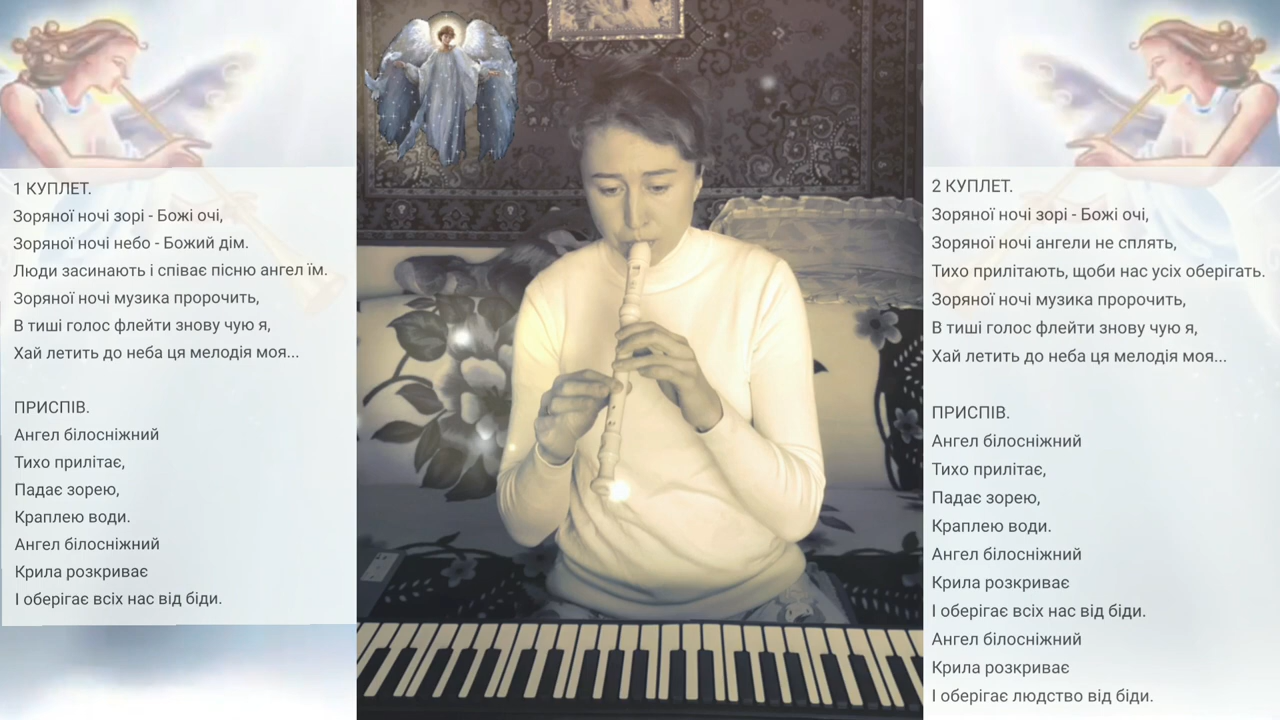 1 КУПЛЕТ.
Зоряної ночі зорі - Божі очі,
Зоряної ночі небо - Божий дім.
Люди засинають і співає пісню ангел їм.
Зоряної ночі музика пророчить,
В тиші голос флейти знову чую я,
Хай летить до неба ця мелодія моя...
ПРИСПІВ.
Ангел білосніжний
Тихо прилітає,
Падає зорею,
Краплею води.
Ангел білосніжний
Крила розкриває
І оберігає всіх нас від біди.
2 КУПЛЕТ.
Зоряної ночі зорі - Божі очі,
Зоряної ночі ангели не сплять,
Тихо прилітають, щоби нас усіх оберігать.
Зоряної ночі музика пророчить,
В тиші голос флейти знову чую я,
Хай летить до неба ця мелодія моя...
ПРИСПІВ.
Ангел білосніжний
Тихо прилітає,
Падає зорею,
Краплею води.
Ангел білосніжний
Крила розкриває
І оберігає всіх нас від біди.
Ангел білосніжний
Крила розкриває
І оберігає людство від біди.